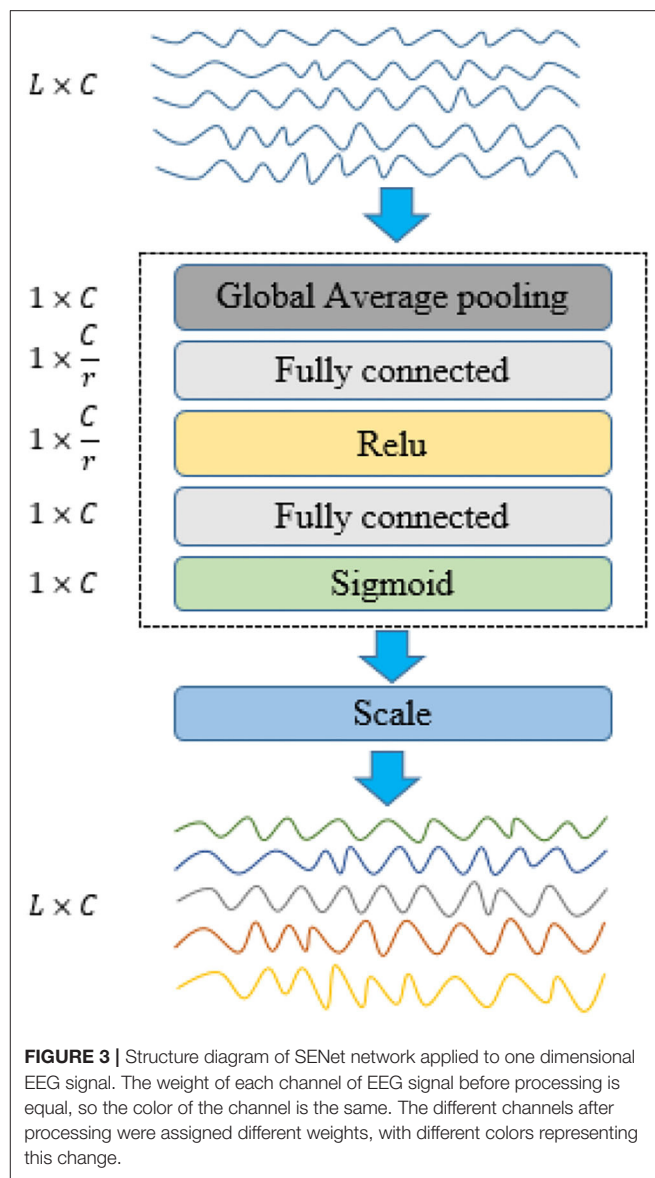 L × C
1 × C Global Average pooling
1 × C/r Fully connected
1 × C/r Relu
1 × C Fully connected
1 × C Sigmoid
Scale
L × C
FIGURE 3 | Structure diagram of SENet network applied to one dimensional
EEG signal. The weight of each channel of EEG signal before processing is
equal, so the color of the channel is the same. The different channels after
processing were assigned different weights, with different colors representing
this change.